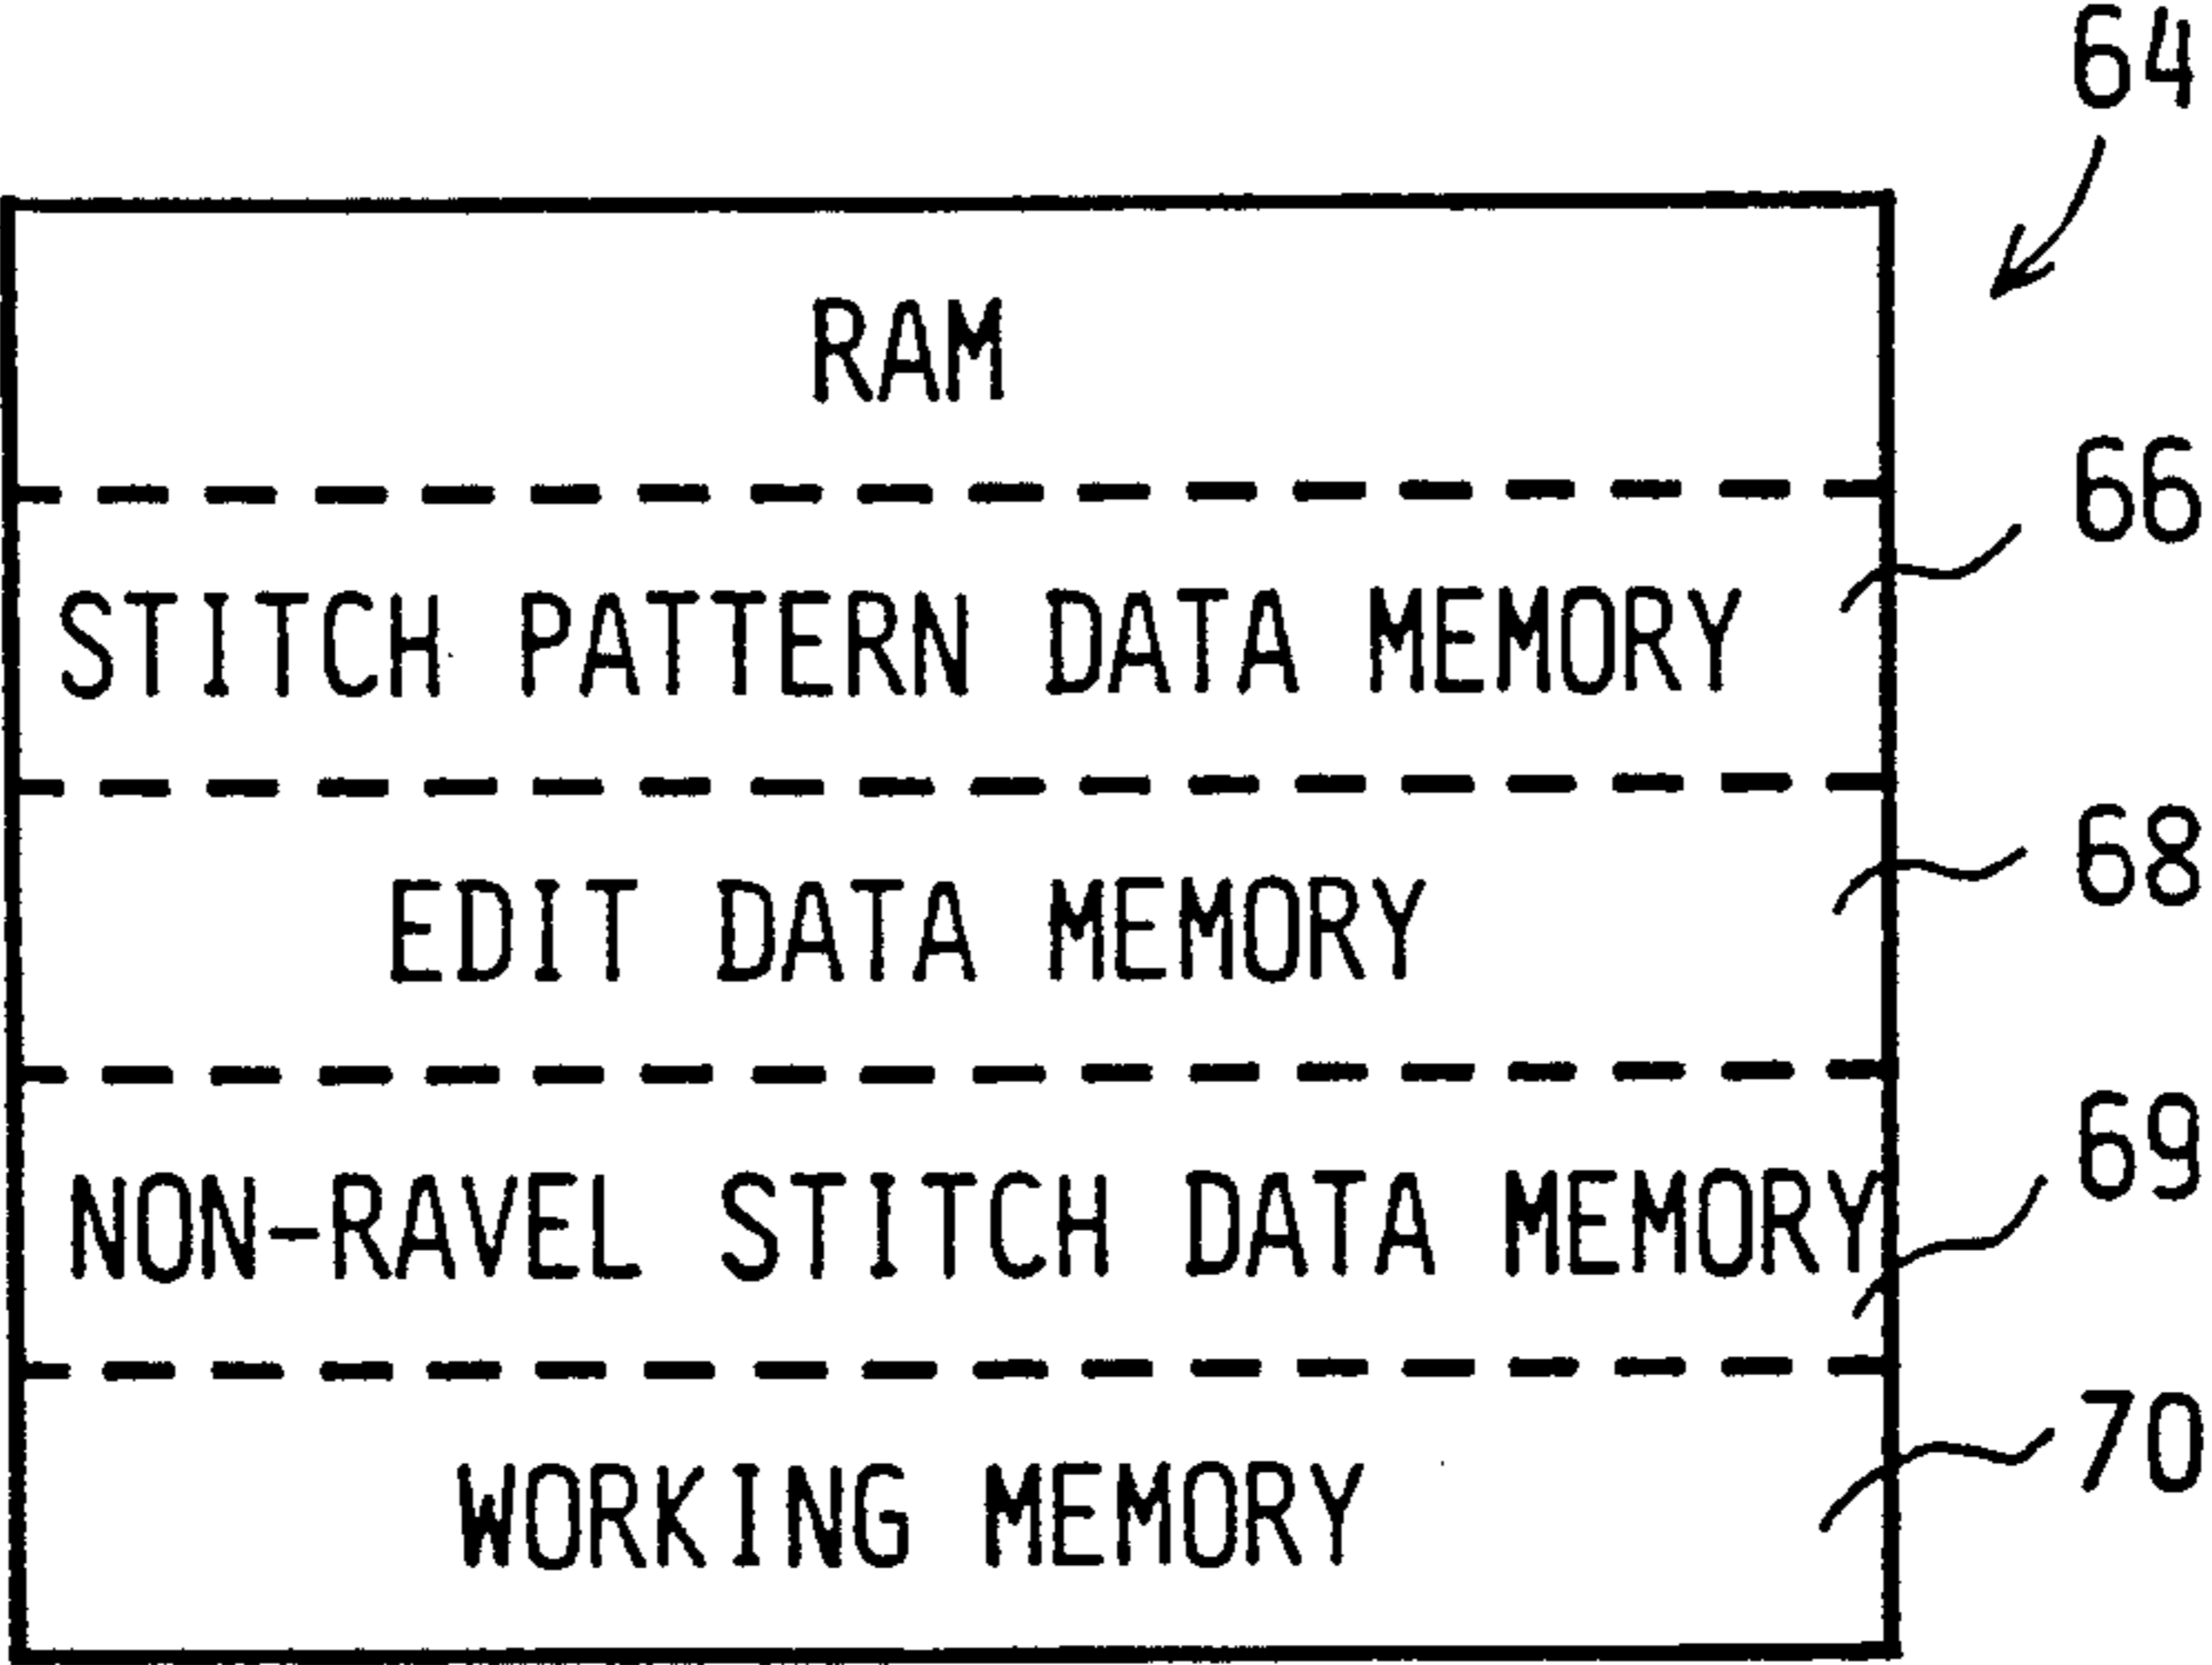 64
RAM
66
STITCH PATTERN DATA MEMORY
68
EDIT DATA MEMORY
69
NON-RAVEL STITCH DATA MEMORY
70
WORKING MEMORY